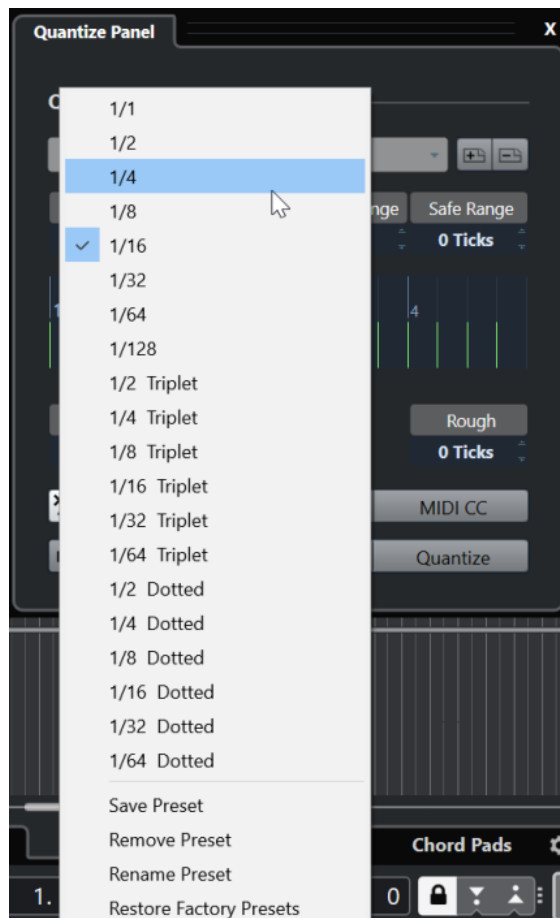 Quantize Panel X
1/1
1/2
1/4
1/8
Safe Range
1/16
0 Ticks
1/32
1/64
4
1/128
1/2 Triplet
1/4 Triplet
Rough
1/8 Triplet
0 Ticks
1/16 Triplet
MIDI CC
1/32 Triplet
1/64 Triplet
Quantize
1/2 Dotted
1/4 Dotted
1/8 Dotted
1/16 Dotted
1/32 Dotted
1/64 Dotted
Save Preset
Remove Preset
Chord Pads
Rename Preset
1. 0
Restore Factory Presets